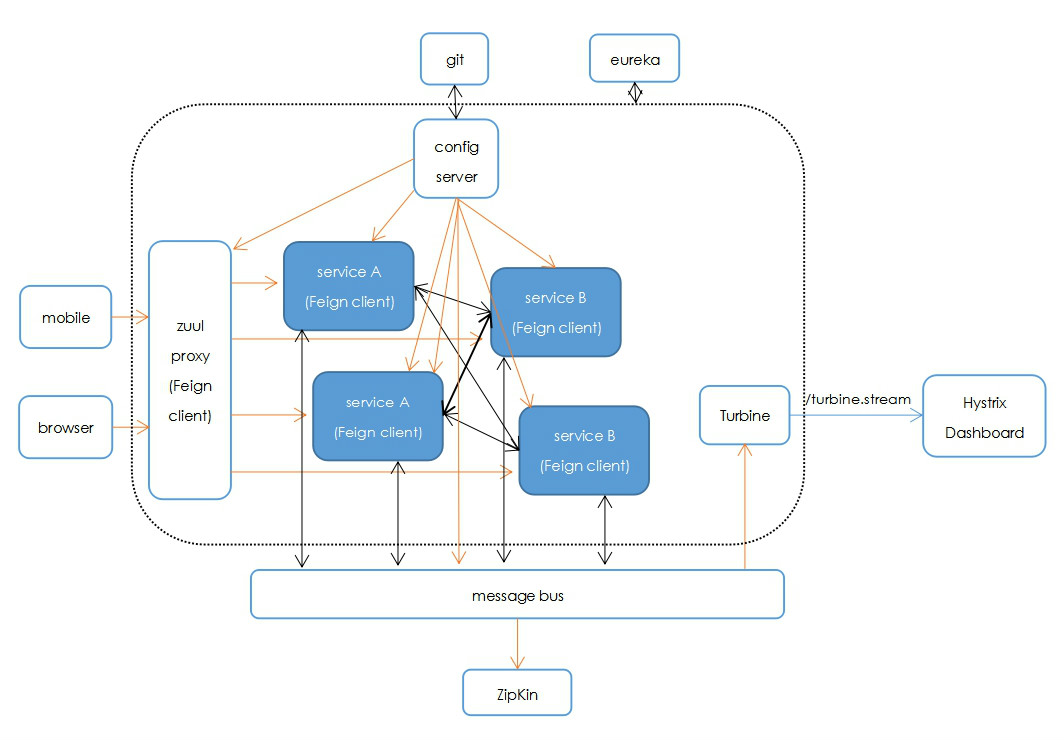 git
eureka
config
server
service A
(Feign client)
service B
(Feign client)
mobile
zuul
proxy
(Feign
client)
browser
service A
(Feign client)
service B
(Feign client)
Turbine
/turbine.stream
Hystrix
Dashboard
message bus
ZipKin